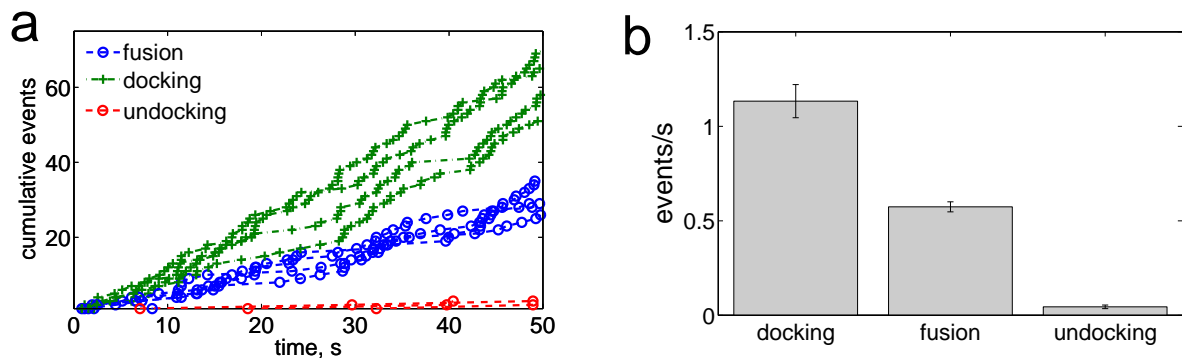 a
fusion
docking
undocking
cumulative events
60
40
20
0 10 20 30 40 50
time, s
b
events/s
1.5
1
0.5
0
docking fusion undocking